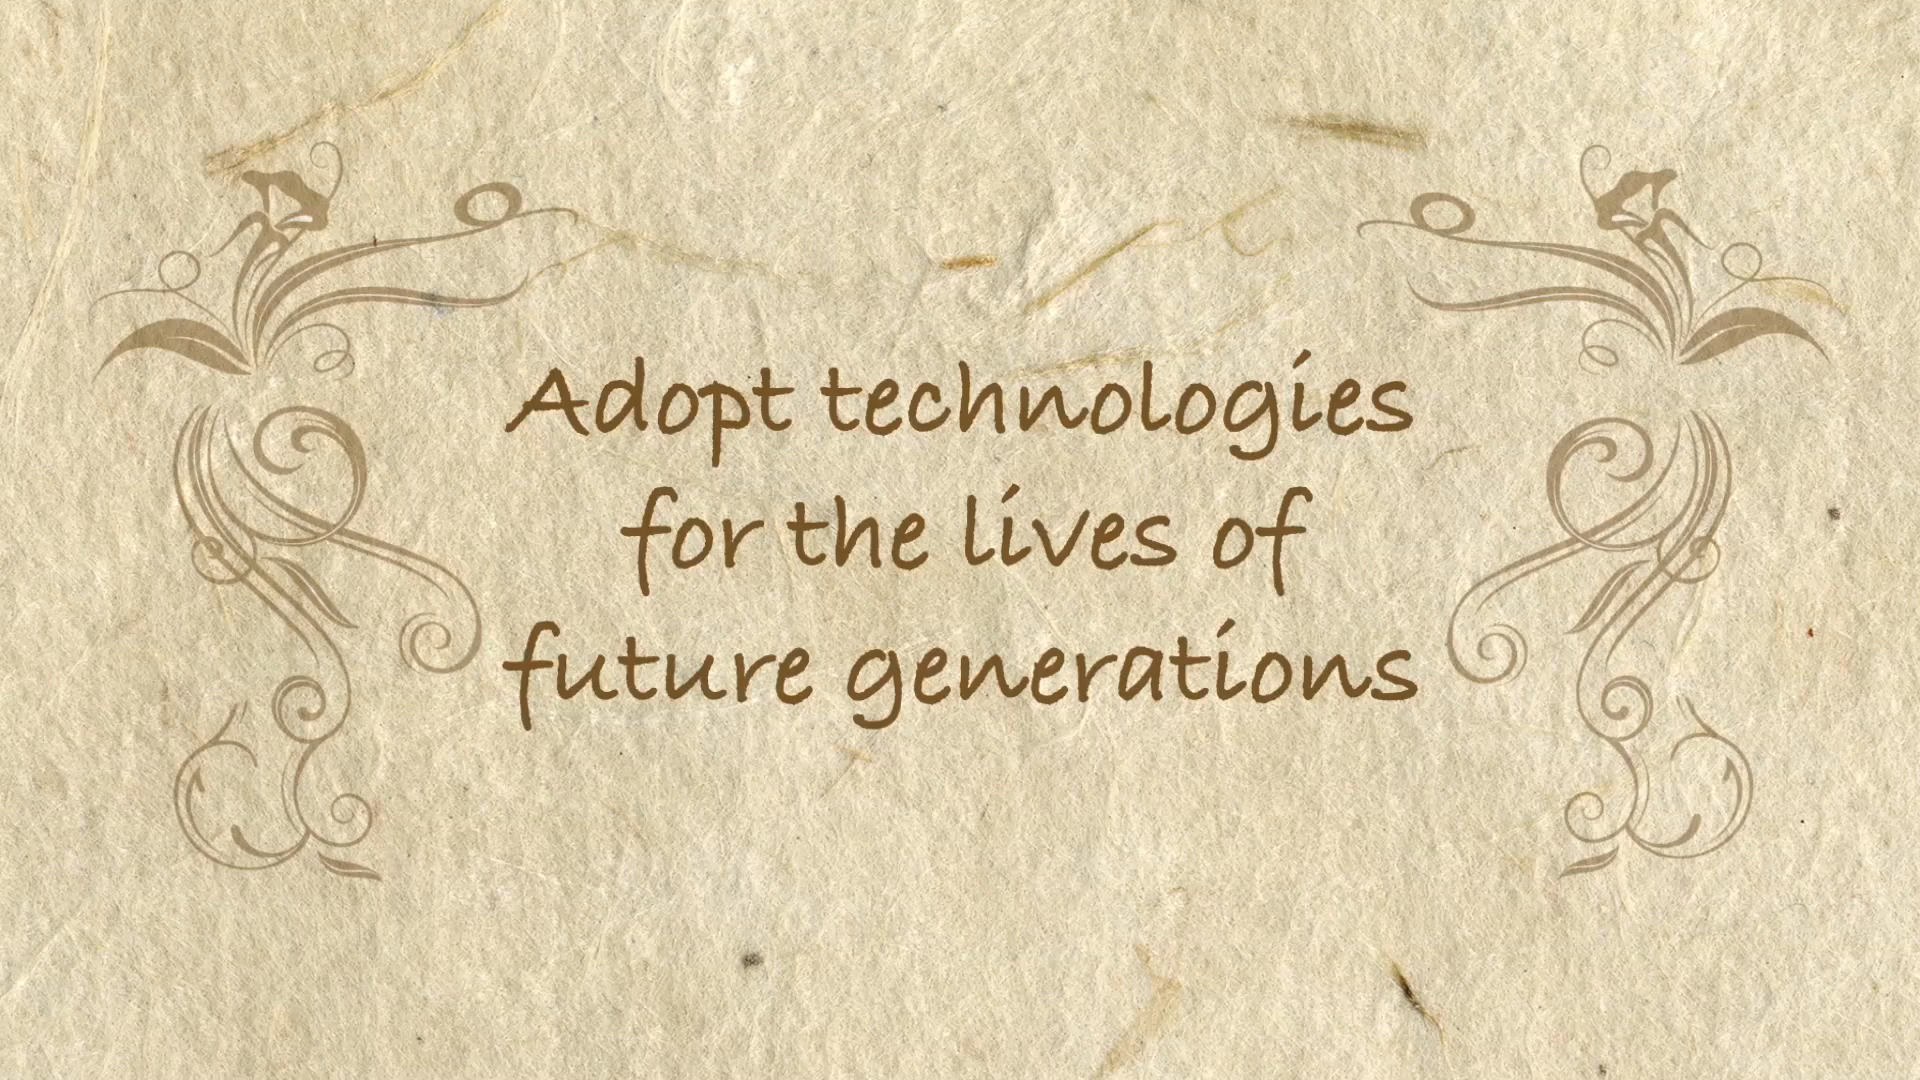 Adopt technologies
for the lives of
future generations